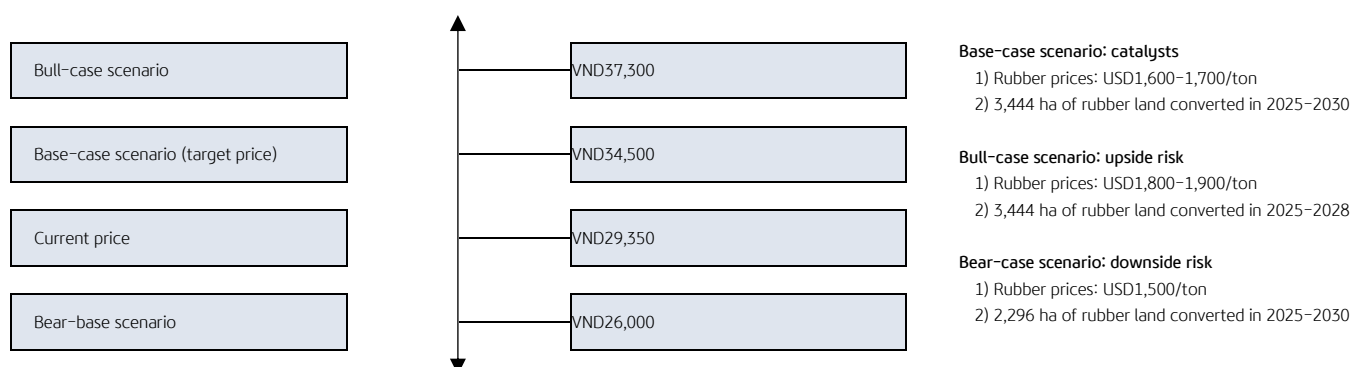 Bull-case scenario
VND37,300
Base-case scenario (target price)
VND34,500
Current price
VND29,350
Bear-base scenario
VND26,000
Base-case scenario: catalysts
1) Rubber prices: USD1,600-1,700/ton
2) 3,444 ha of rubber land converted in 2025-2030
Bull-case scenario: upside risk
1) Rubber prices: USD1,800-1,900/ton
2) 3,444 ha of rubber land converted in 2025-2028
Bear-case scenario: downside risk
1) Rubber prices: USD1,500/ton
2) 2,296 ha of rubber land converted in 2025-2030